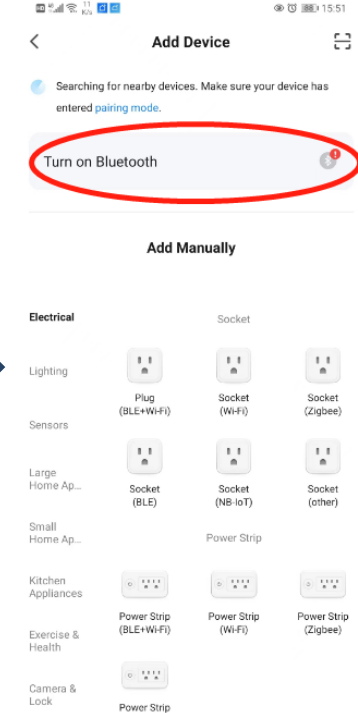 15:51
Add Device
Searching for nearby devices. Make sure your device has
entered pairing mode.
Turn on Bluetooth
Add Manually
Electrical
Lighting
Sensors
Large
Home Ap...
Small
Home Ap...
Kitchen
Appliances
Exercise &
Health
Camera &
Lock
Socket
Plug
(BLE+Wi-Fi)
Socket
(Wi-Fi)
Socket
(Zigbee)
Socket
(BLE)
Socket
(NB-IoT)
Socket
(other)
Power Strip
Power Strip
(BLE+Wi-Fi)
Power Strip
(Wi-Fi)
Power Strip
(Zigbee)
Power Strip